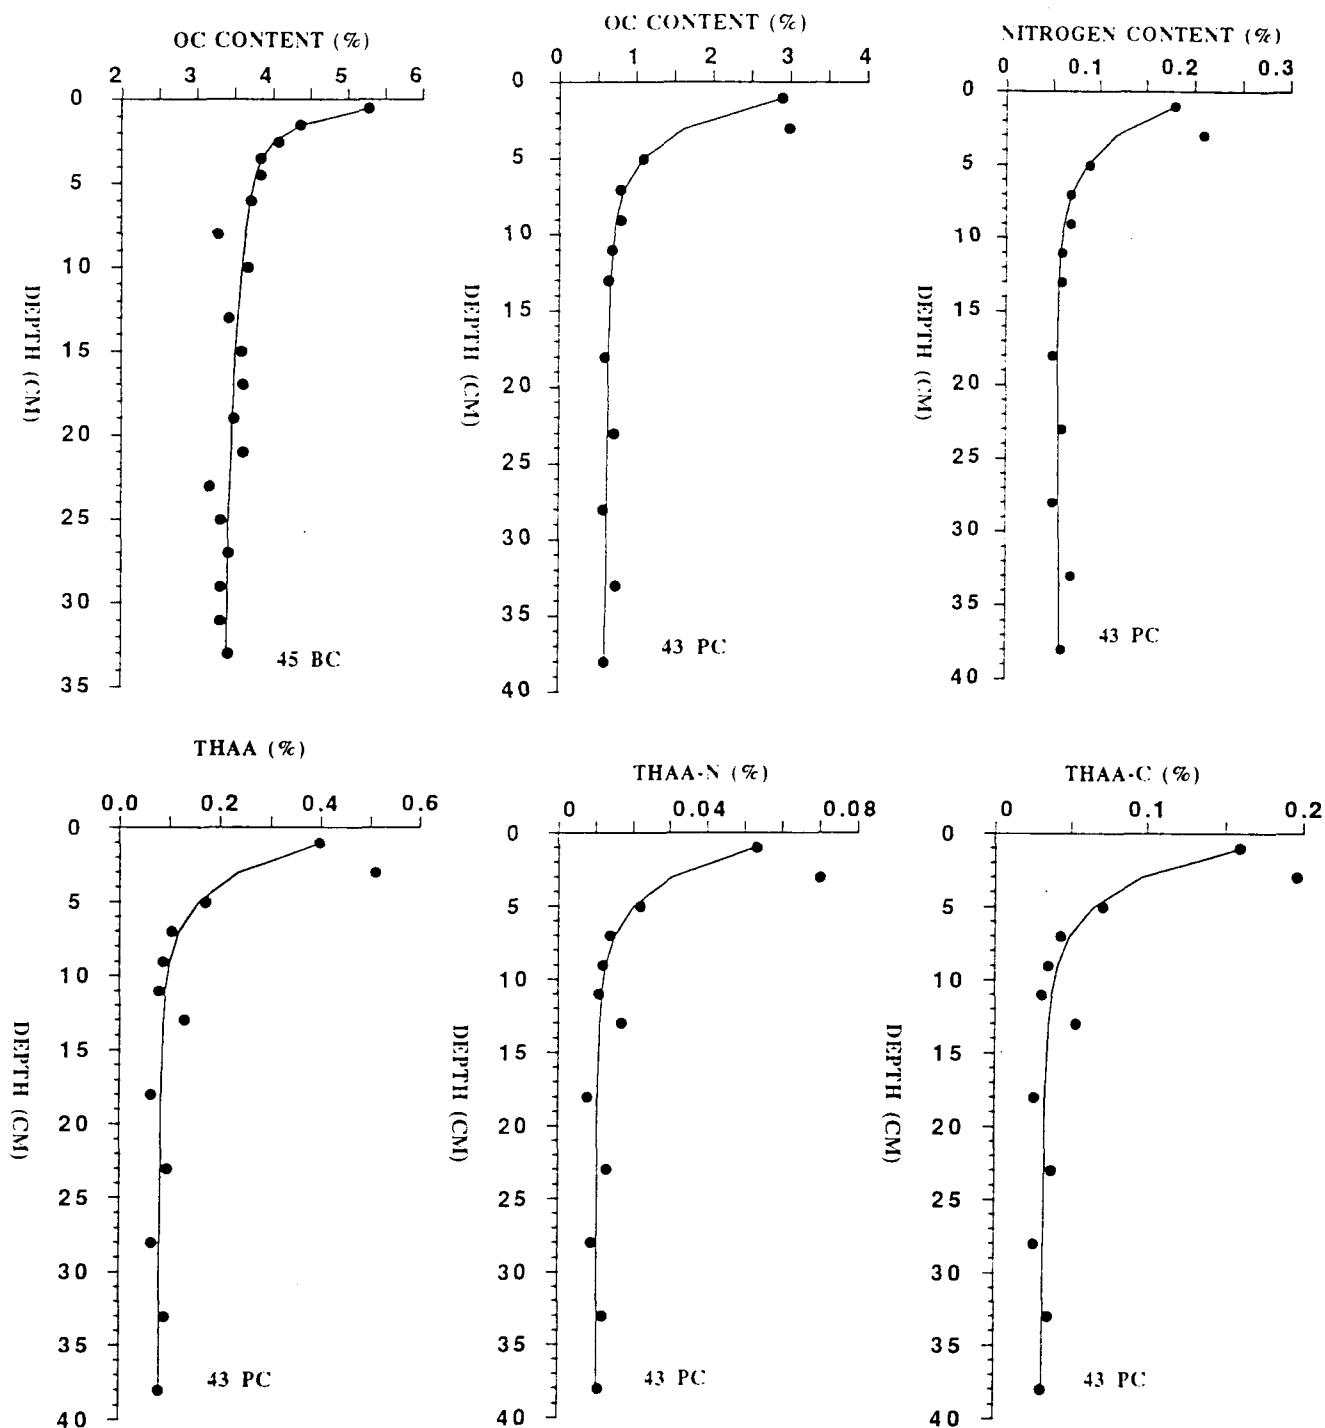 OC CONTENT (%)
2 3 4 5 6
0
5
10
15
20
25
30
35
DEPTH (CM)
45 BC
OC CONTENT (%)
0 1 2 3 4
0
5
10
15
20
25
30
35
40
DEPTH (CM)
43 PC
NITROGEN CONTENT (%)
0 0.1 0.2 0.3
0
5
10
15
20
25
30
35
40
DEPTH (CM)
43 PC
THAA (%)
0.0 0.2 0.4 0.6
0
5
10
15
20
25
30
35
40
DEPTH (CM)
43 PC
THAA-N (%)
0 0.04 0.08
0
5
10
15
20
25
30
35
40
DEPTH (CM)
43 PC
THAA-C (%)
0 0.1 0.2
0
5
10
15
20
25
30
35
40
DEPTH (CM)
43 PC